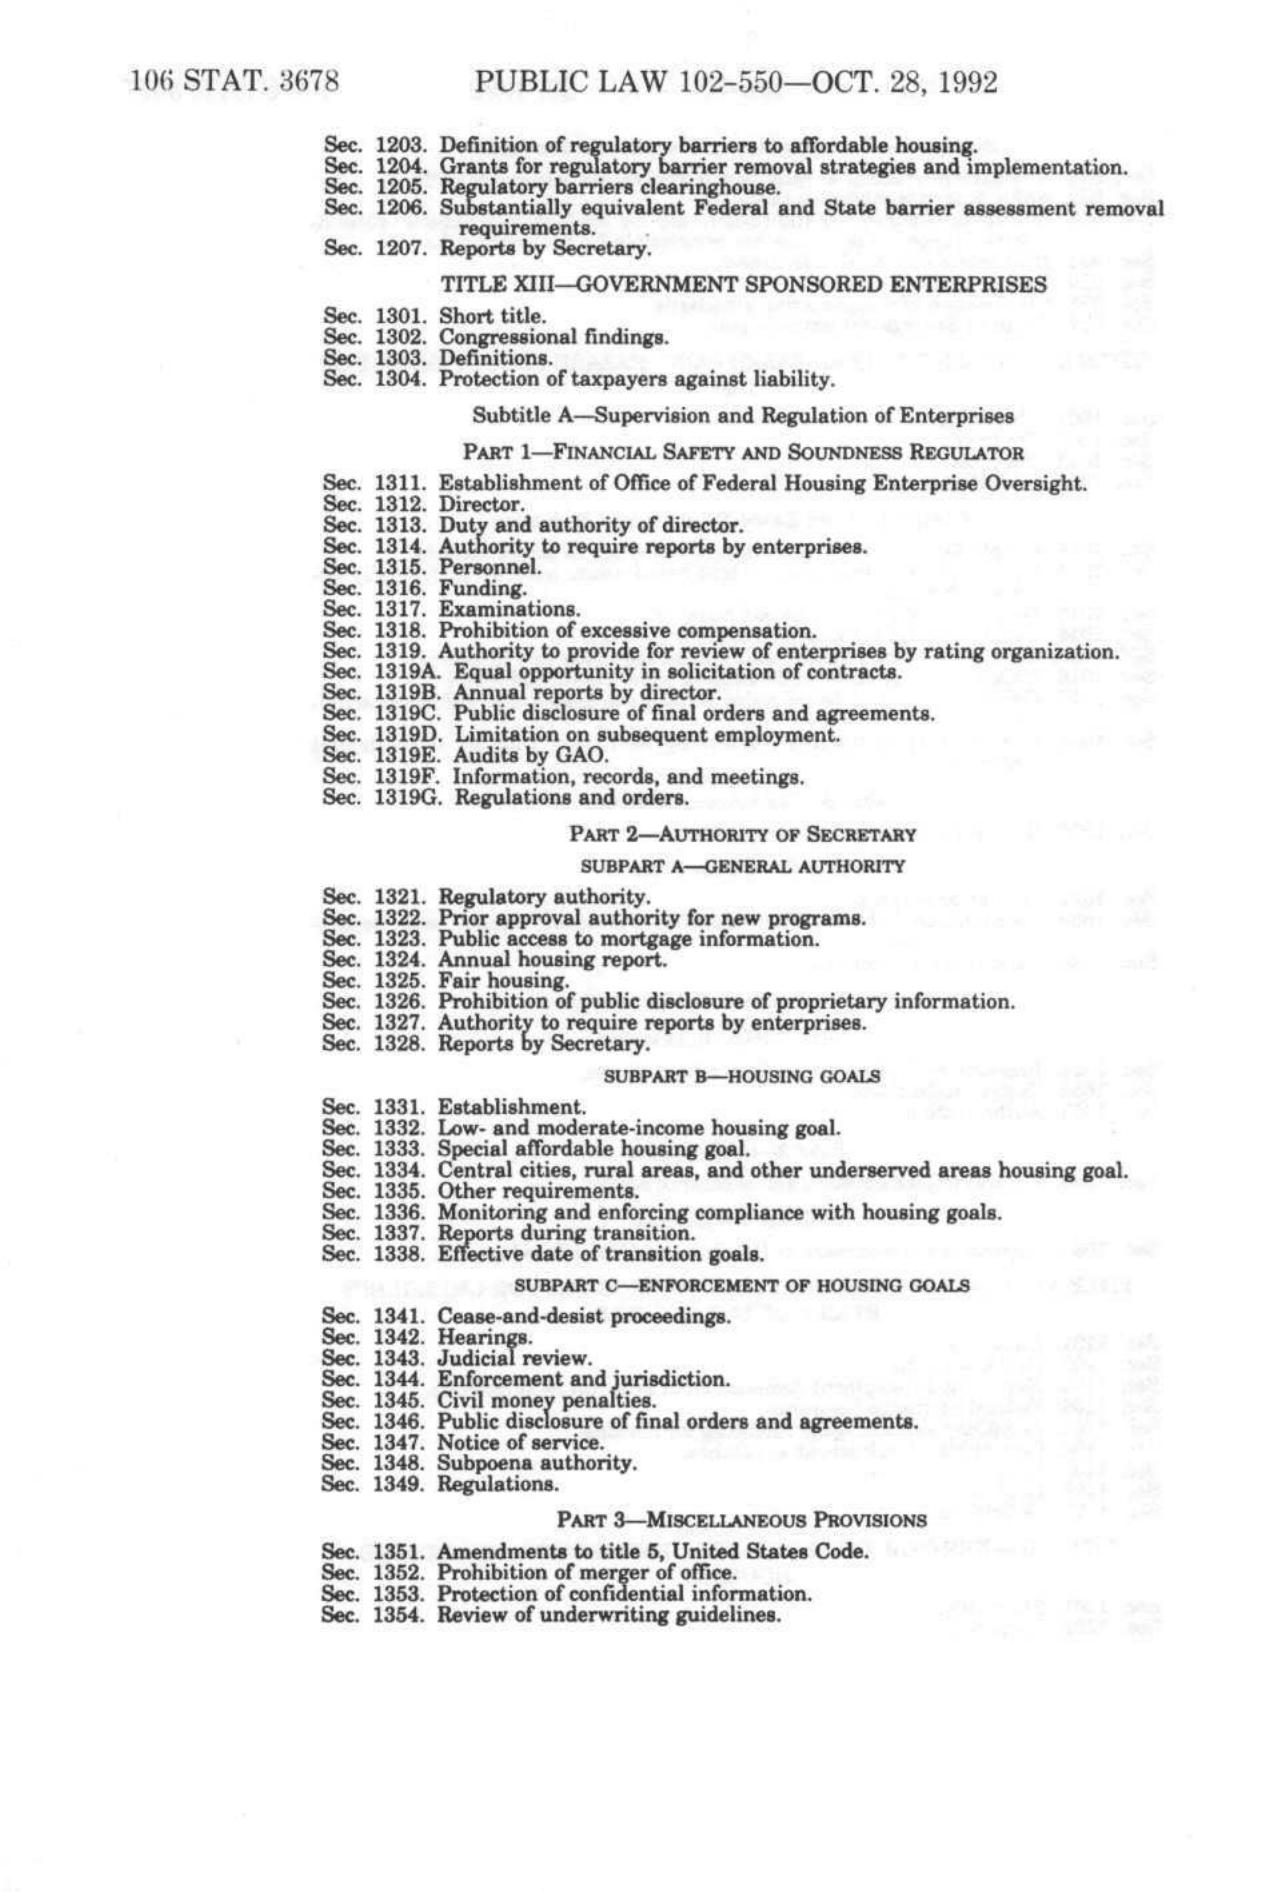 106 STAT. 3678 PUBLIC LAW 102-550—OCT. 28, 1992
Sec. 1203. Definition of regulatory barriers to affordable housing.
Sec. 1204. Grants for regulatory barrier removal strategies and implementation.
Sec. 1205. Regulatory barriers clearinghouse.
Sec. 1206. Substantially equivalent Federal and State barrier assessment removal
requirements.
Sec. 1207. Reports by Secretary.
TITLE XIII—GOVERNMENT SPONSORED ENTERPRISES
Sec. 1301. Short title.
Sec. 1302. Congressional findings.
Sec. 1303. Definitions.
Sec. 1304. Protection of taxpayers against liability.
Subtitle A—Supervision and Regulation of Enterprises
PART 1—FINANCIAL SAFETY AND SOUNDNESS REGULATOR
Sec. 1311. Establishment of Office of Federal Housing Enterprise Oversight.
Sec. 1312. Director.
Sec. 1313. Duty and authority of director.
Sec. 1314. Authority to require reports by enterprises.
Sec. 1315. Personnel.
Sec. 1316. Funding.
Sec. 1317. Examinations.
Sec. 1318. Prohibition of excessive compensation.
Sec. 1319. Authority to provide for review of enterprises by rating organization.
Sec. 1319A. Equal opportunity in solicitation of contracts.
Sec. 1319B. Annual reports by director.
Sec. 1319C. Public disclosure of final orders and agreements.
Sec. 1319D. Limitation on subsequent employment.
Sec. 1319E. Audits by GAO.
Sec. 1319F. Information, records, and meetings.
Sec. 1319G. Regulations and orders.
PART 2—AUTHORITY OF SECRETARY
SUBPART A—GENERAL AUTHORITY
Sec. 1321. Regulatory authority.
Sec. 1322. Prior approval authority for new programs.
Sec. 1323. Public access to mortgage information.
Sec. 1324. Annual housing report.
Sec. 1325. Fair housing.
Sec. 1326. Prohibition of public disclosure of proprietary information.
Sec. 1327. Authority to require reports by enterprises.
Sec. 1328. Reports by Secretary.
SUBPART B—HOUSING GOALS
Sec. 1331. Establishment.
Sec. 1332. Low- and moderate-income housing goal.
Sec. 1333. Special affordable housing goal.
Sec. 1334. Central cities, rural areas, and other underserved areas housing goal.
Sec. 1335. Other requirements.
Sec. 1336. Monitoring and enforcing compliance with housing goals.
Sec. 1337. Reports during transition.
Sec. 1338. Effective date of transition goals.
SUBPART C—ENFORCEMENT OF HOUSING GOALS
Sec. 1341. Cease-and-desist proceedings.
Sec. 1342. Hearings.
Sec. 1343. Judicial review.
Sec. 1344. Enforcement and jurisdiction.
Sec. 1345. Civil money penalties.
Sec. 1346. Public disclosure of final orders and agreements.
Sec. 1347. Notice of service.
Sec. 1348. Subpoena authority.
Sec. 1349. Regulations.
PART 3—MISCELLANEOUS PROVISIONS
Sec. 1351. Amendments to title 5, United States Code.
Sec. 1352. Prohibition of merger of office.
Sec. 1353. Protection of confidential information.
Sec. 1354. Review of underwriting guidelines.